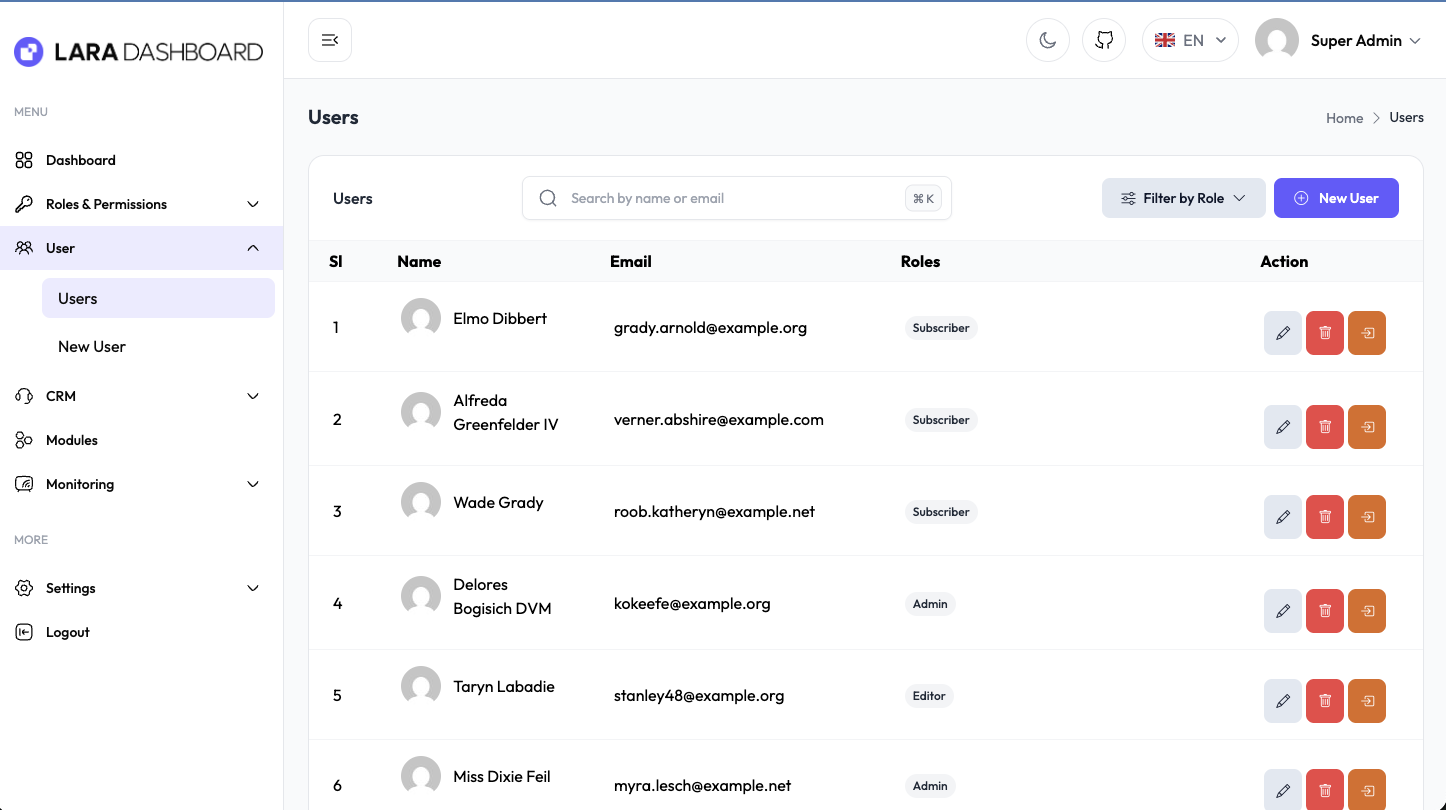 LARA DASHBOARD
EN
Super Admin
MENU
Dashboard
Roles & Permissions
User
Users
New User
CRM
Modules
Monitoring
MORE
Settings
Logout
Users
Home > Users
Users
Search by name or email
⌘ K
Filter by Role
New User
Sl Name Email Roles Action
1 Elmo Dibbert grady.arnold@example.org Subscriber
2 Alfreda
Greenfelder IV verner.abshire@example.com Subscriber
3 Wade Grady roob.katheryn@example.net Subscriber
4 Delores
Bogisich DVM kokeefe@example.org Admin
5 Taryn Labadie stanley48@example.org Editor
6 Miss Dixie Feil myra.lesch@example.net Admin